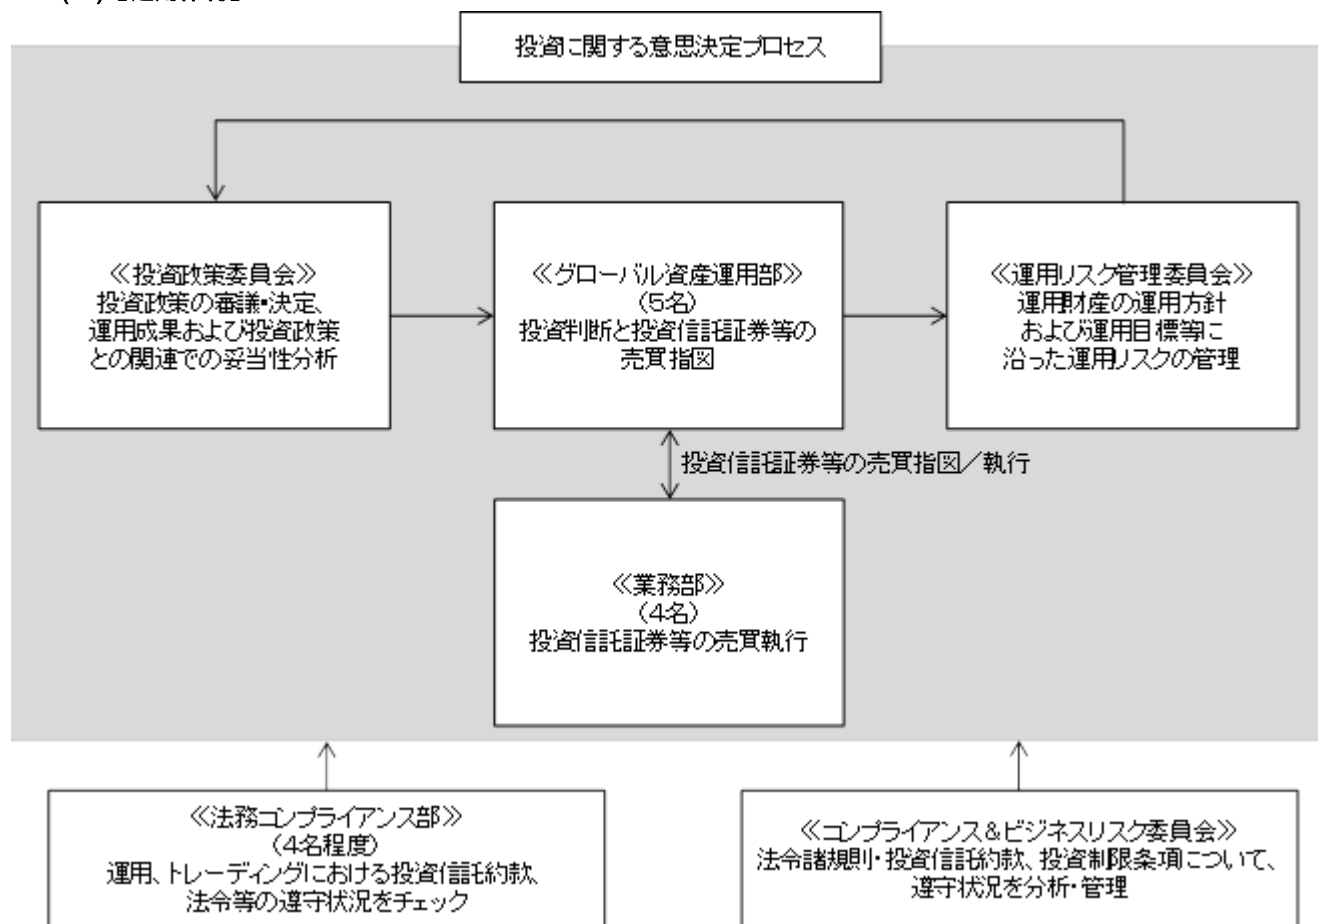 投資に関する意思決定プロセス
≪投資政策委員会≫
投資政策の審議・決定、
運用成果および投資政策
との関連での妥当性分析
≪グローバル資産運用部≫
(5名)
投資判断と投資信託証券等の
売買指図
≪運用リスク管理委員会≫
運用財産の運用方針
および運用目標等に
沿った運用リスクの管理
投資信託証券等の売買指図／執行
≪業務部≫
(4名)
投資信託証券等の売買執行
≪法務コンプライアンス部≫
(4名程度)
運用、トレーディングにおける投資信託約款、
法令等の遵守状況をチェック
≪コンプライアンス＆ビジネスリスク委員会≫
法令諸規則・投資信託約款、投資制限条項について、
遵守状況を分析・管理